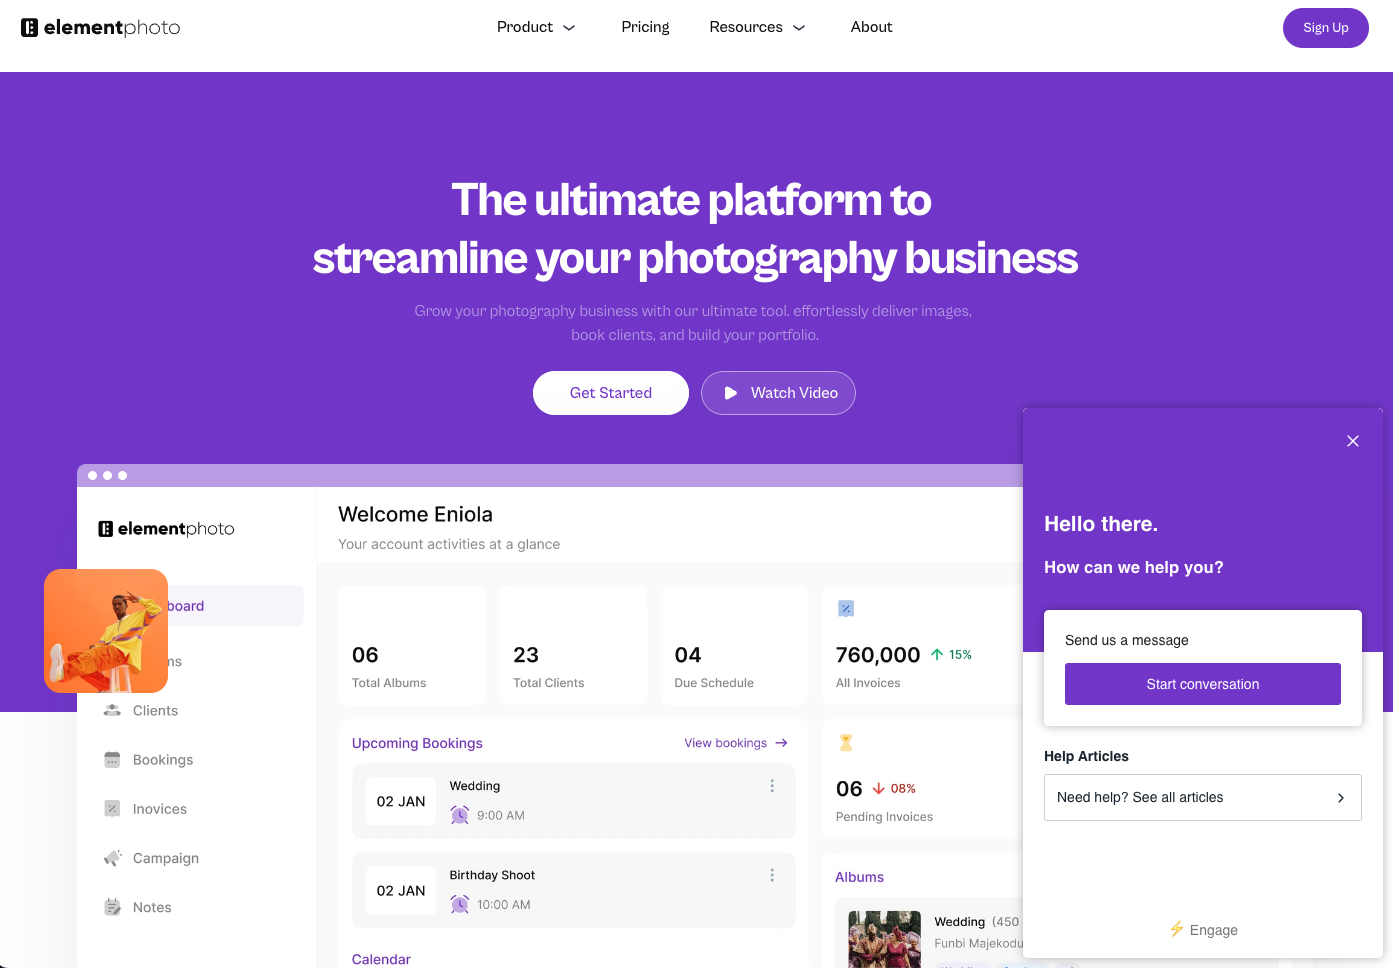 elementphoto
Product
Pricing
Resources
About
Sign Up
The ultimate platform to
streamline your photography business
Grow your photography business with our ultimate tool. effortlessly deliver images,
book clients, and build your portfolio.
Get Started
Watch Video
elementphoto
board
ms
Clients
Bookings
Inovices
Campaign
Notes
Welcome Eniola
Your account activities at a glance
06
Total Albums
23
Total Clients
04
Due Schedule
760,000
15%
All Invoices
Upcoming Bookings
View bookings
02 JAN
Wedding
9:00 AM
02 JAN
Birthday Shoot
10:00 AM
Calendar
06
08%
Pending Invoices
Albums
Wedding (450
Funbi Majekodu
Hello there.
How can we help you?
Send us a message
Start conversation
Help Articles
Need help? See all articles
Engage